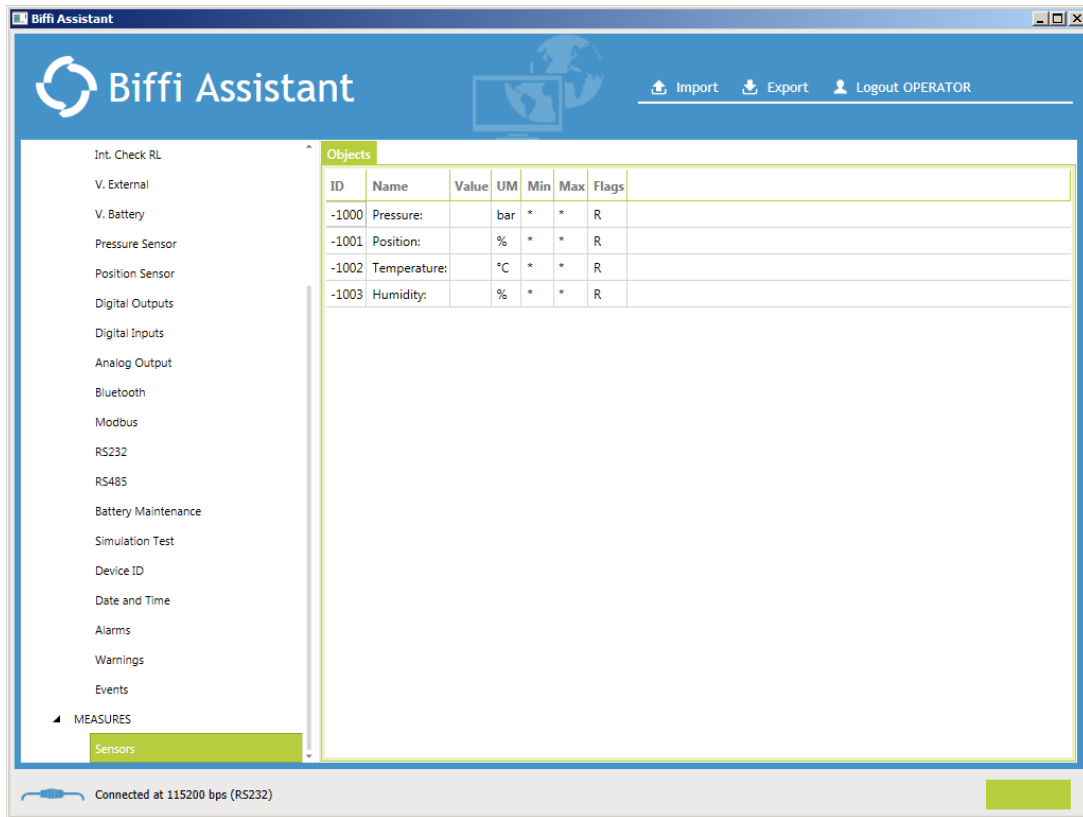 Biffi Assistant
Biffi Assistant
Import Export Logout OPERATOR
Int. Check RL
V. External
V. Battery
Pressure Sensor
Position Sensor
Digital Outputs
Digital Inputs
Analog Output
Bluetooth
Modbus
RS232
RS485
Battery Maintenance
Simulation Test
Device ID
Date and Time
Alarms
Warnings
Events
MEASURES
Sensors
Objects
ID Name Value UM Min Max Flags
-1000 Pressure: bar * * R
-1001 Position: % * * R
-1002 Temperature: °C * * R
-1003 Humidity: % * * R
Connected at 115200 bps (RS232)